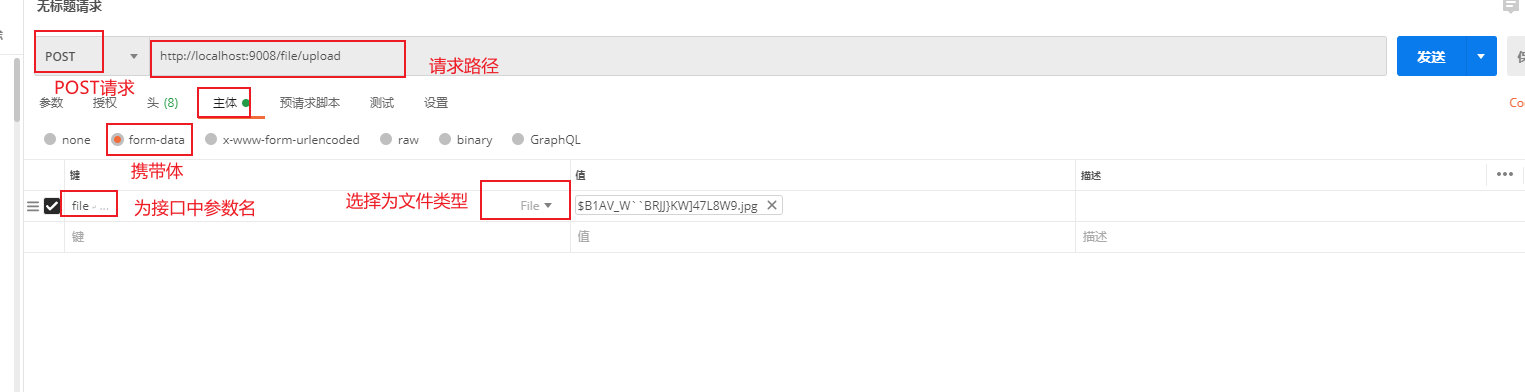 无标题请求
POST
http://localhost:9008/file/upload
请求路径
发送
POST请求
参数
授权
头 (8)
主体
预请求脚本
测试
设置
none
form-data
x-www-form-urlencoded
raw
binary
GraphQL
携带体
键
值
描述
file
为接口中参数名
选择为文件类型
File
$B1AV_W``BRJJ}KW]47L8W9.jpg
键
值
描述